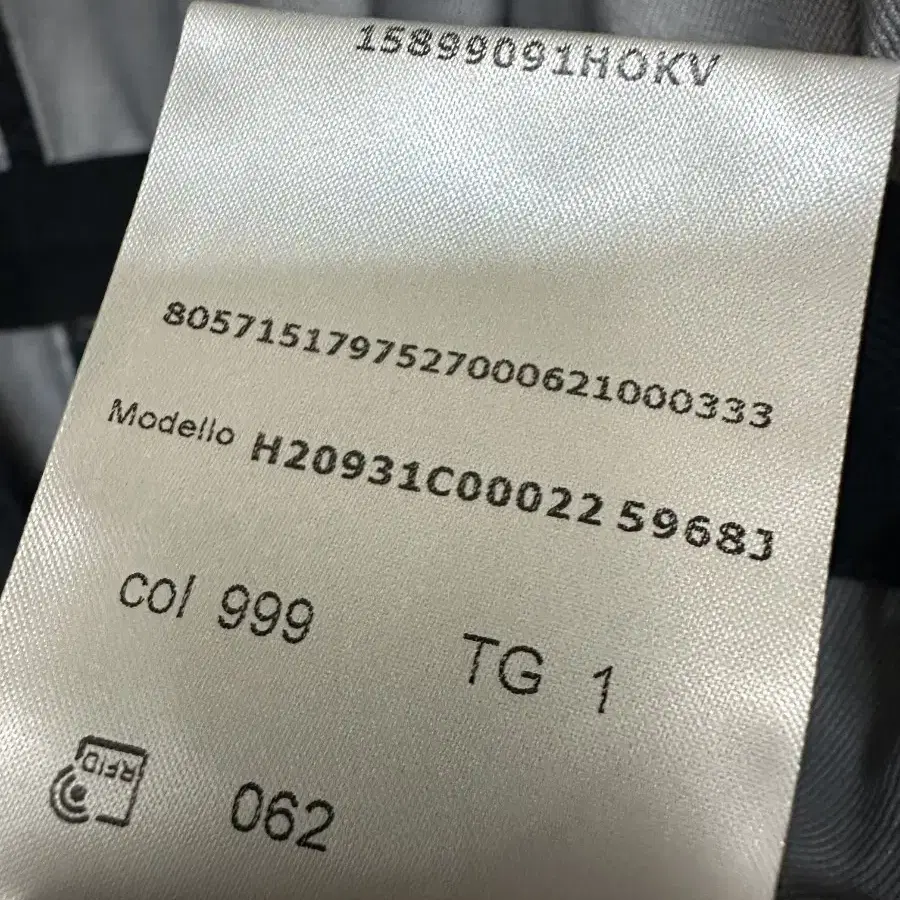 15899091HOKV
8057151797527000621000333
Modello H20931C00022 5968J
col 999 TG 1
RFID 062